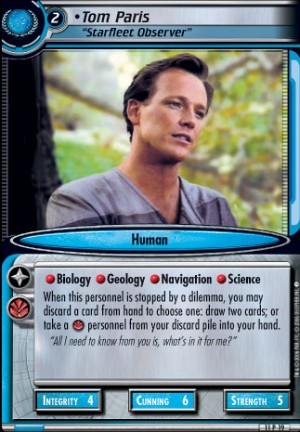 2 •Tom Paris
"Starfleet Observer"
Human
Biology Geology Navigation Science
When this personnel is stopped by a dilemma, you may
discard a card from hand to choose one: draw two cards; or
take a personnel from your discard pile into your hand.
"All I need to know from you is, what's in it for me?"
Integrity 4 Cunning 6 Strength 5